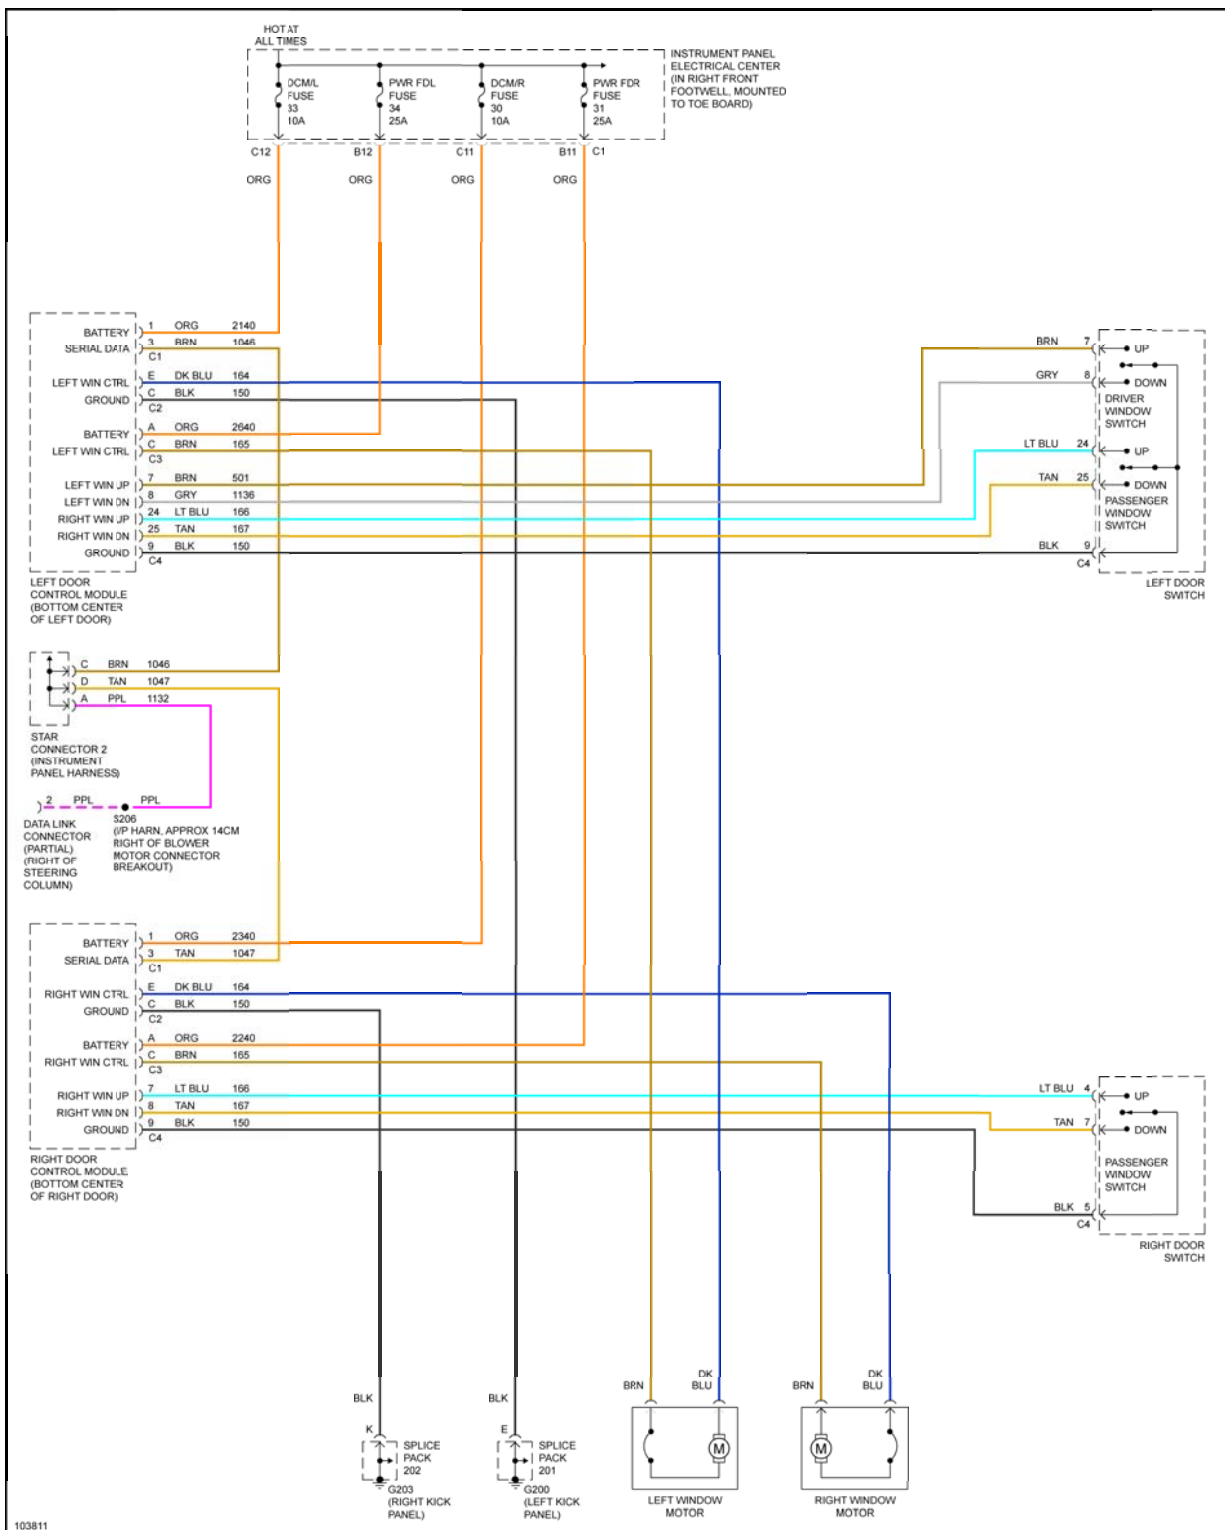 HOT AT
ALL TIMES
INSTRUMENT PANEL
ELECTRICAL CENTER
(IN RIGHT FRONT
FOOTWELL, MOUNTED
TO TOE BOARD)
DCM/L
FUSE
33
10A
PWR FDL
FUSE
34
25A
DCM/R
FUSE
30
10A
PWR FDR
FUSE
31
25A
C12
B12
C11
B11
C1
ORG
ORG
ORG
ORG
BATTERY 1 ORG 2140
SERIAL DATA 3 BRN 1046
C1
LEFT WIN CTRL E DK BLU 164
GROUND C BLK 150
C2
BATTERY A ORG 2640
LEFT WIN CTRL C BRN 165
C3
LEFT WIN UP 7 BRN 501
LEFT WIN DN 8 GRY 1136
RIGHT WIN UP 24 LT BLU 166
RIGHT WIN DN 25 TAN 167
GROUND 9 BLK 150
C4
LEFT DOOR
CONTROL MODULE
(BOTTOM CENTER
OF LEFT DOOR)
BRN 7 UP
GRY 8 DOWN
DRIVER
WINDOW
SWITCH
LT BLU 24 UP
TAN 25 DOWN
PASSENGER
WINDOW
SWITCH
BLK 9
C4
LEFT DOOR
SWITCH
C BRN 1046
D TAN 1047
A PPL 1132
STAR
CONNECTOR 2
(INSTRUMENT
PANEL HARNESS)
2 PPL PPL
DATA LINK
CONNECTOR
(PARTIAL)
(RIGHT OF
STEERING
COLUMN)
S206
(I/P HARN, APPROX 14CM
RIGHT OF BLOWER
MOTOR CONNECTOR
BREAKOUT)
BATTERY 1 ORG 2340
SERIAL DATA 3 TAN 1047
C1
RIGHT WIN CTRL E DK BLU 164
GROUND C BLK 150
C2
BATTERY A ORG 2240
RIGHT WIN CTRL C BRN 165
C3
RIGHT WIN UP 7 LT BLU 166
RIGHT WIN DN 8 TAN 167
GROUND 9 BLK 150
C4
RIGHT DOOR
CONTROL MODULE
(BOTTOM CENTER
OF RIGHT DOOR)
LT BLU 4 UP
TAN 7 DOWN
PASSENGER
WINDOW
SWITCH
BLK 5
C4
RIGHT DOOR
SWITCH
BLK
K
SPLICE
PACK
202
G203
(RIGHT KICK
PANEL)
BLK
E
SPLICE
PACK
201
G200
(LEFT KICK
PANEL)
BRN
DK
BLU
M
LEFT WINDOW
MOTOR
BRN
DK
BLU
M
RIGHT WINDOW
MOTOR
103811